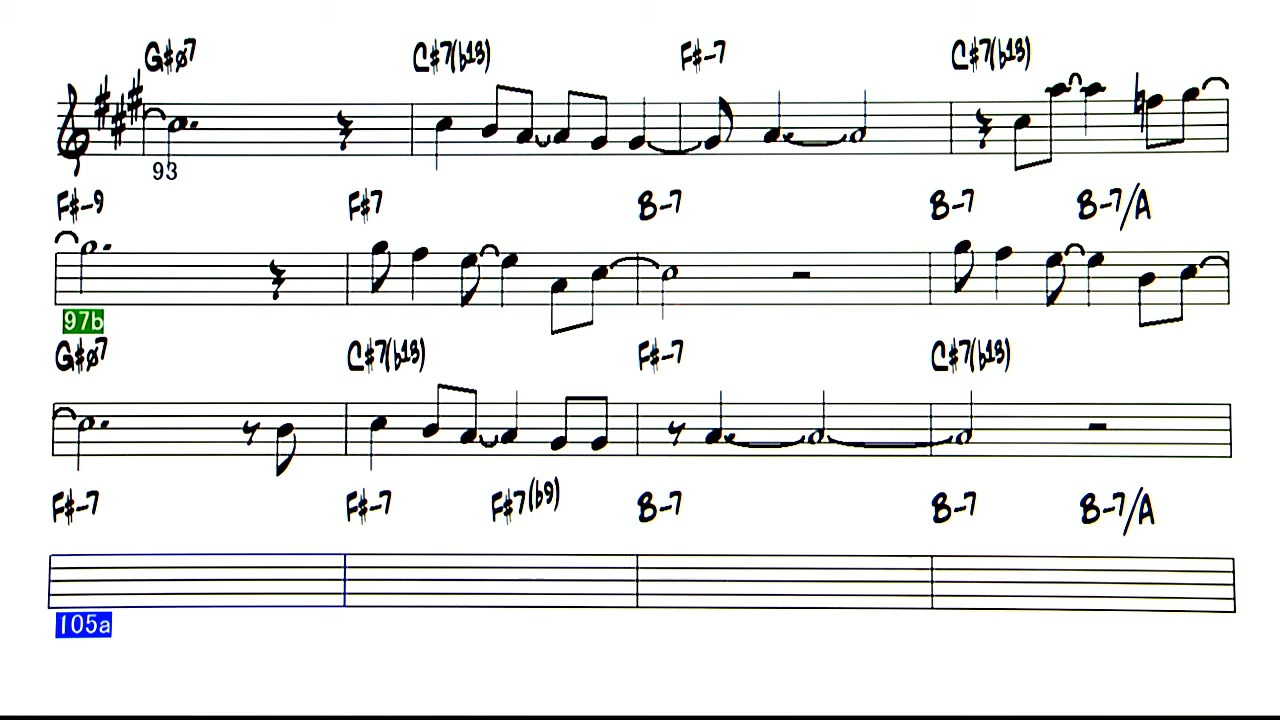 G#ø7 C#7(b13) F#-7 C#7(b13)
93
F#-9 F#7 B-7 B-7 B-7/A
97b
G#ø7 C#7(b13) F#-7 C#7(b13)
F#-7 F#-7 F#7(b9) B-7 B-7 B-7/A
105a